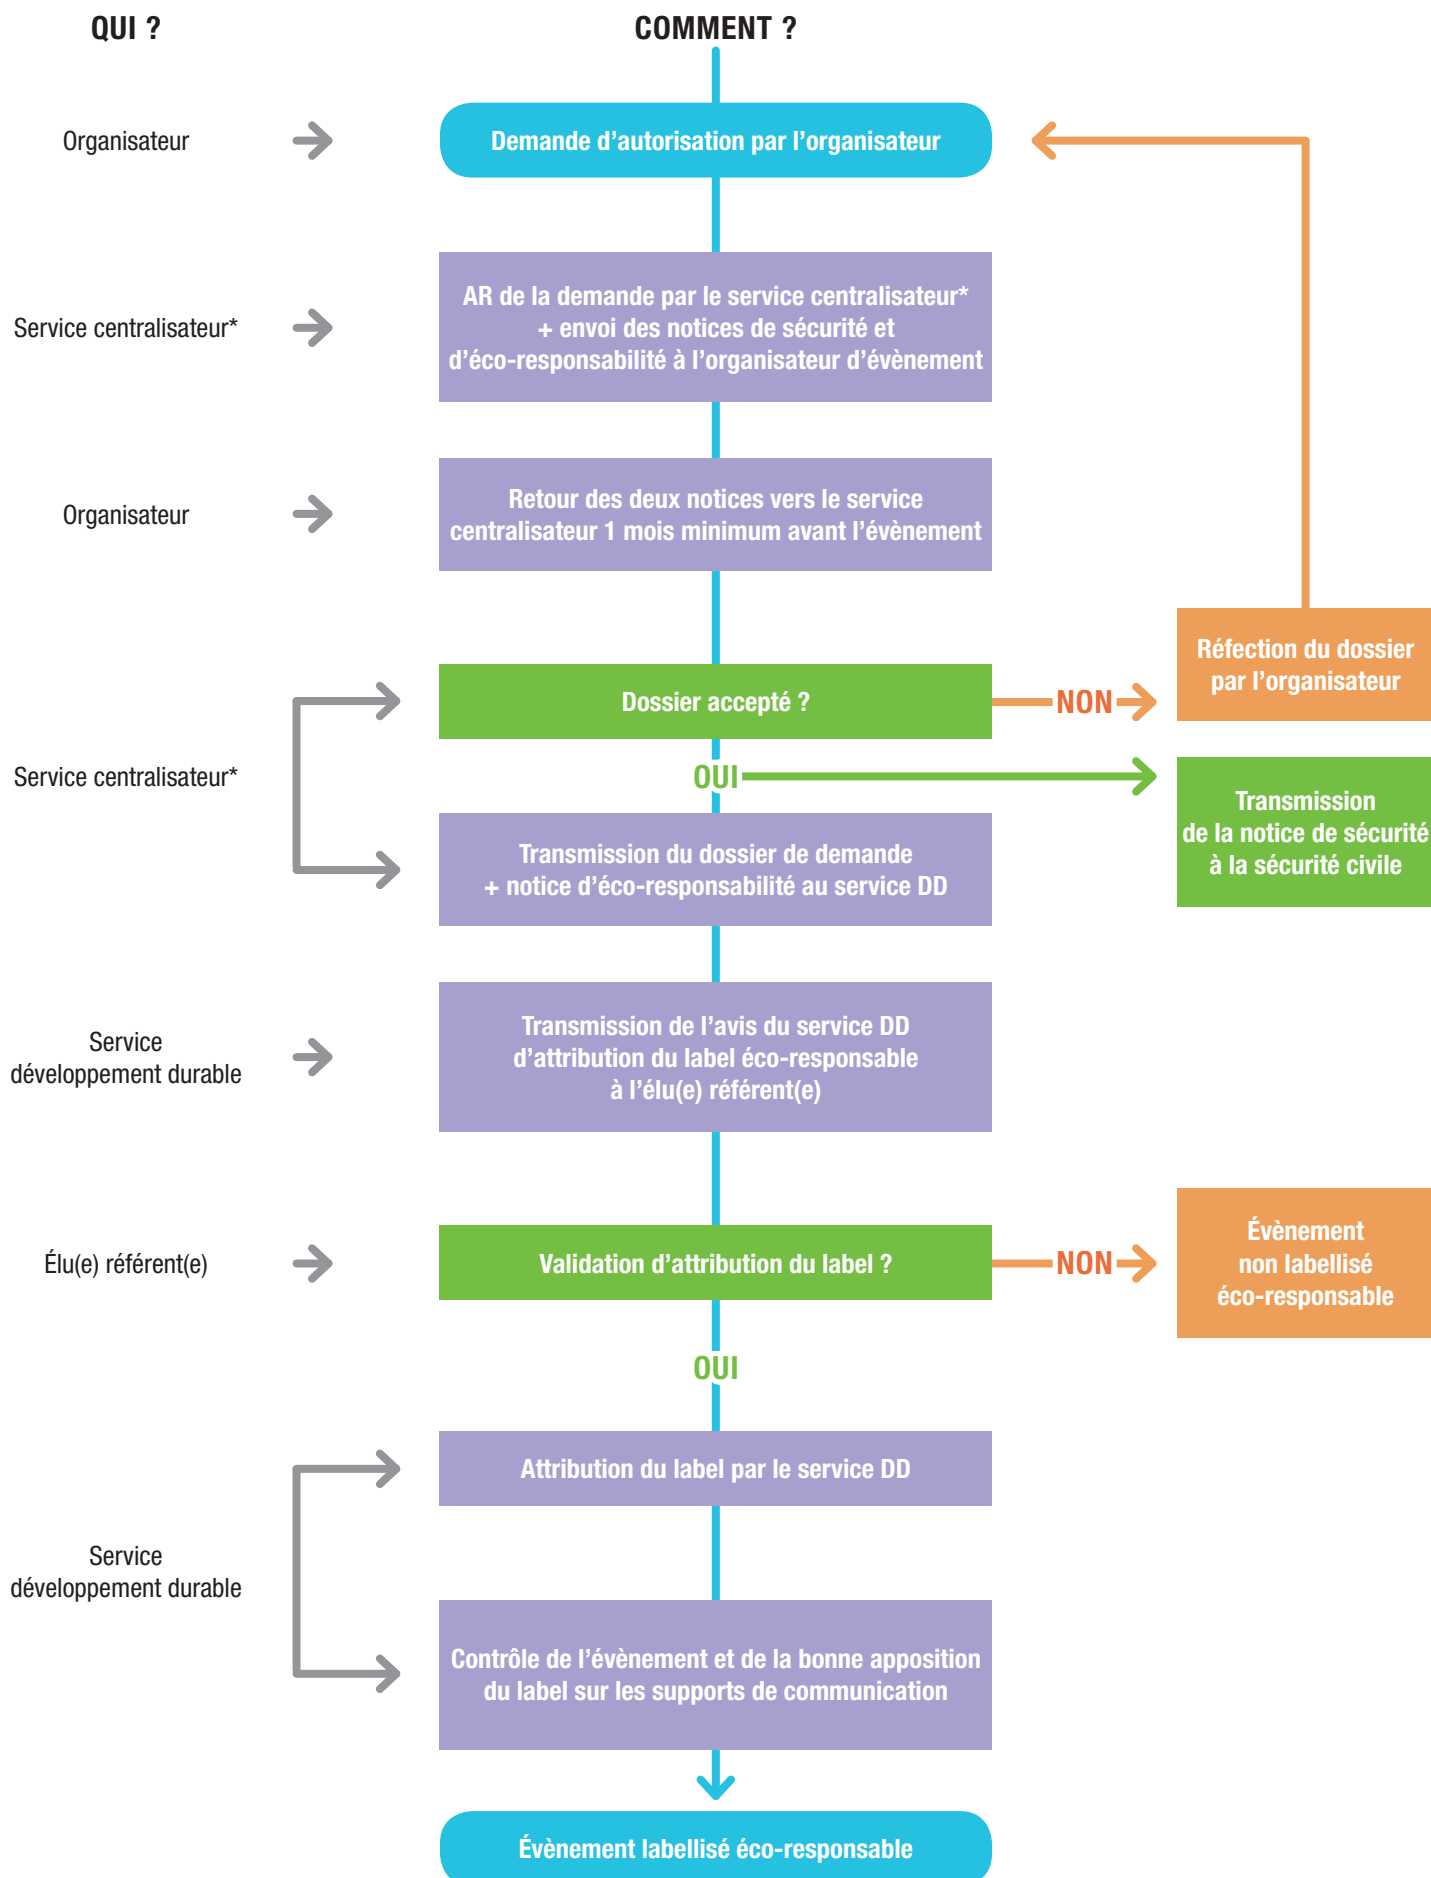 QUI ?
COMMENT ?
Organisateur
Demande d'autorisation par l'organisateur
Service centralisateur*
AR de la demande par le service centralisateur*
+ envoi des notices de sécurité et
d'éco-responsabilité à l'organisateur d'évènement
Organisateur
Retour des deux notices vers le service
centralisateur 1 mois minimum avant l'évènement
Service centralisateur*
Dossier accepté ?
NON
Réfection du dossier
par l'organisateur
OUI
Transmission
de la notice de sécurité
à la sécurité civile
Transmission du dossier de demande
+ notice d'éco-responsabilité au service DD
Service
développement durable
Transmission de l'avis du service DD
d'attribution du label éco-responsable
à l'élu(e) référent(e)
Élu(e) référent(e)
Validation d'attribution du label ?
NON
Évènement
non labellisé
éco-responsable
OUI
Service
développement durable
Attribution du label par le service DD
Contrôle de l'évènement et de la bonne apposition
du label sur les supports de communication
Évènement labellisé éco-responsable